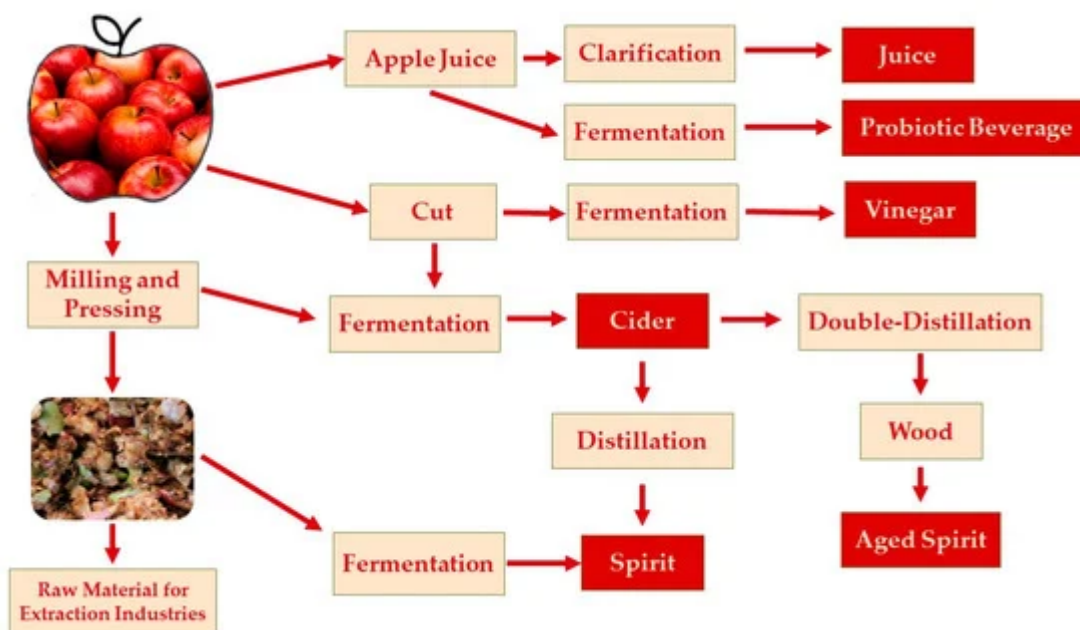 Apple Juice
Clarification
Juice
Fermentation
Probiotic Beverage
Cut
Fermentation
Vinegar
Milling and
Pressing
Fermentation
Cider
Double-Distillation
Distillation
Wood
Fermentation
Spirit
Aged Spirit
Raw Material for
Extraction Industries